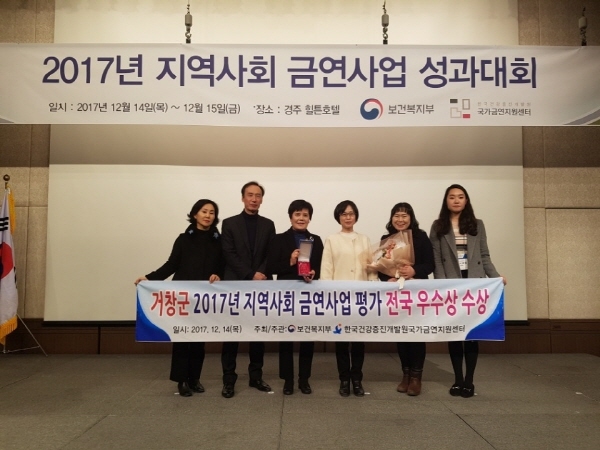 2017년 지역사회 금연사업 성과대회
일시 : 2017년 12월 14일(목) ~ 12월 15일(금) 장소 : 경주 힐튼호텔 보건복지부 국가금연지원센터
거창군 2017년 지역사회 금연사업 평가 전국 우수상 수상
일시: 2017. 12. 14(목) 주최/주관: 보건복지부 한국건강증진개발원국가금연지원센터